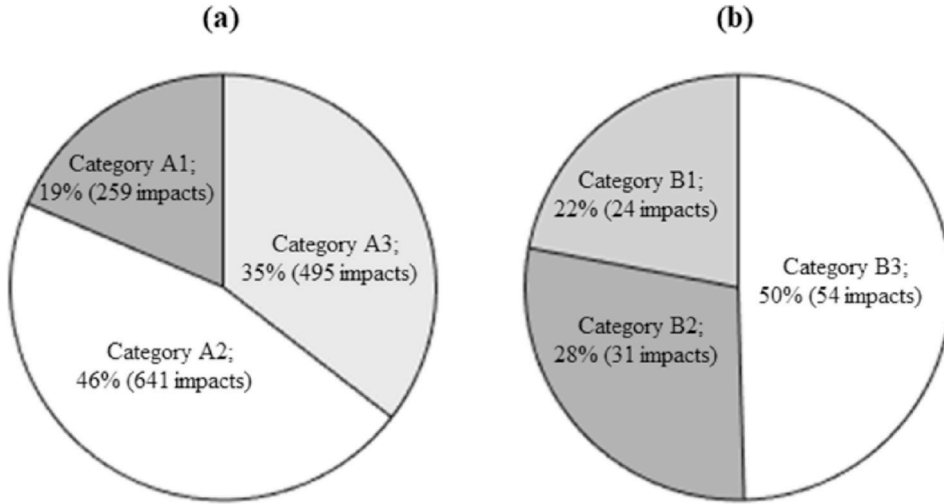 (a)
Category A1;
19% (259 impacts)
Category A3;
35% (495 impacts)
Category A2;
46% (641 impacts)
(b)
Category B1;
22% (24 impacts)
Category B3;
50% (54 impacts)
Category B2;
28% (31 impacts)